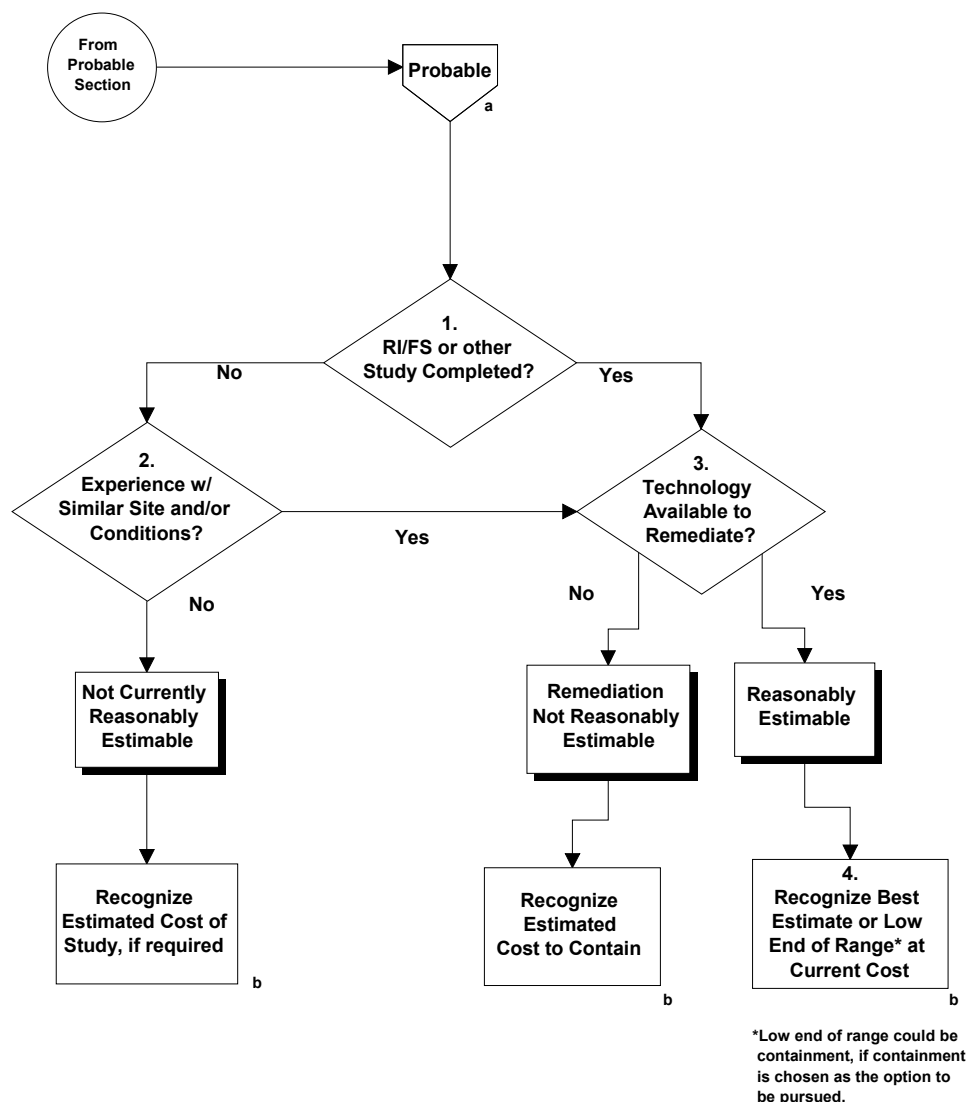 From
Probable
Section
Probable
a
1.
RI/FS or other
Study Completed?
No
Yes
2.
Experience w/
Similar Site and/or
Conditions?
Yes
No
3.
Technology
Available to
Remediate?
No
Yes
Not Currently
Reasonably
Estimable
Remediation
Not Reasonably
Estimable
Reasonably
Estimable
Recognize
Estimated Cost of
Study, if required
b
Recognize
Estimated
Cost to Contain
b
4.
Recognize Best
Estimate or Low
End of Range* at
Current Cost
b
*Low end of range could be
containment, if containment
is chosen as the option to
be pursued.